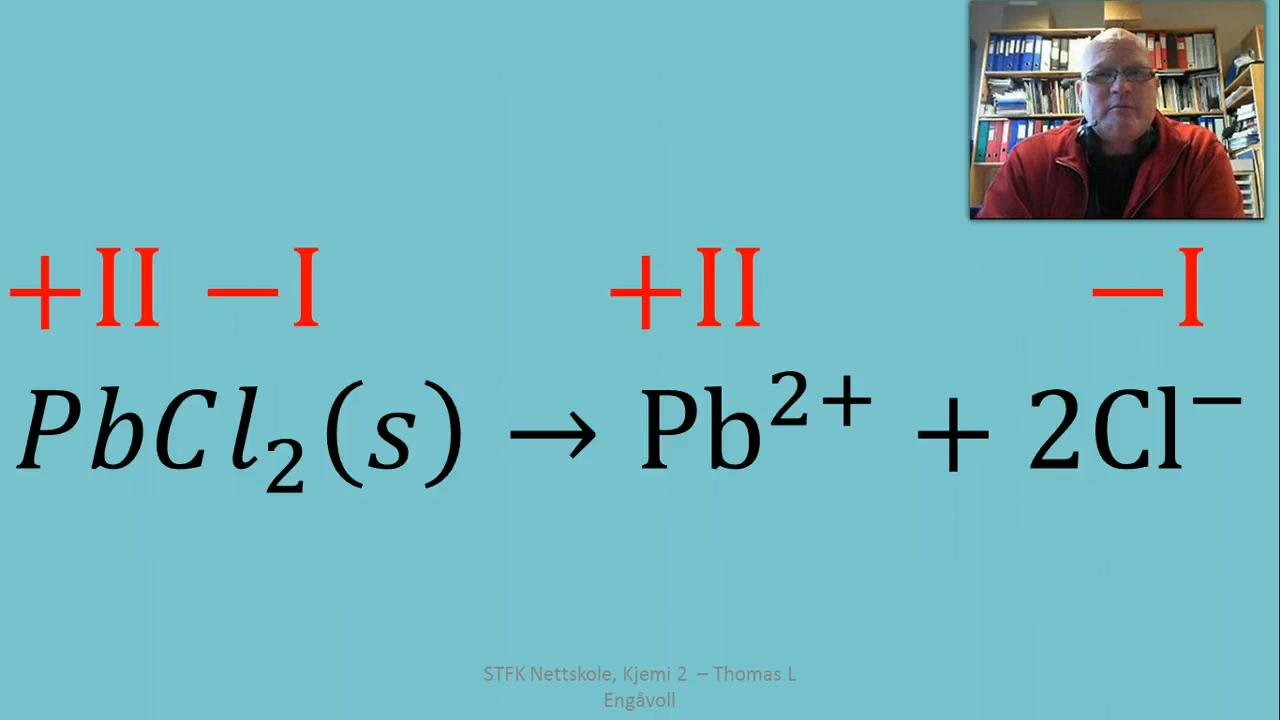 +II −I +II −I
PbCl₂(s) → Pb²⁺ + 2Cl⁻
STFK Nettskole, Kjemi 2 – Thomas L
Engåvoll